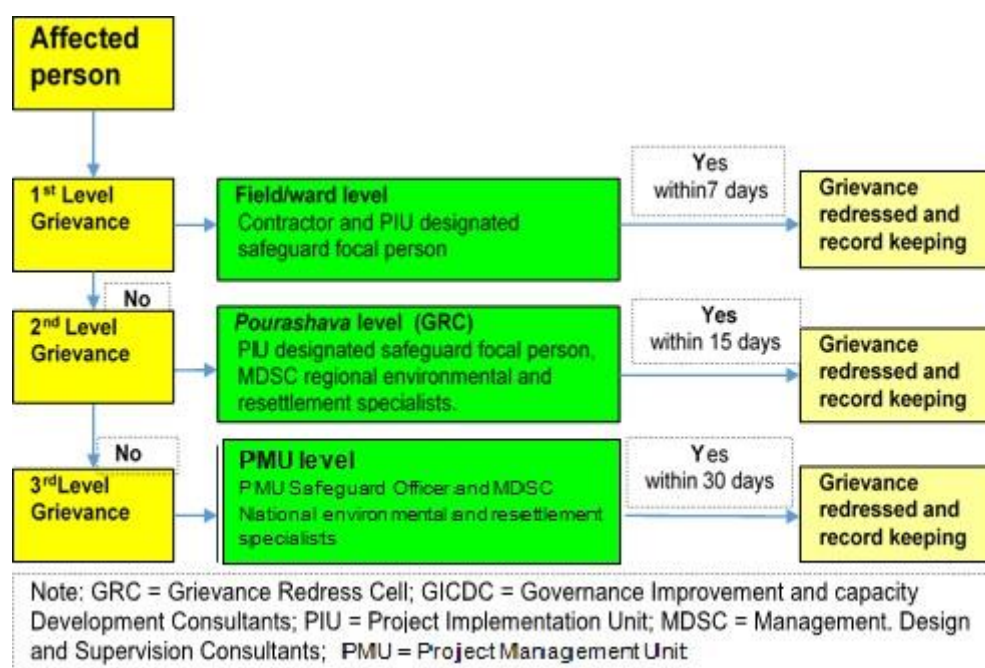 Affected
person
1st Level
Grievance
Field/ward level
Contractor and PIU designated
safeguard focal person
Yes
within7 days
Grievance
redressed and
record keeping
No
2nd Level
Grievance
Pourashava level (GRC)
PIU designated safeguard focal person,
MDSC regional environmental and
resettlement specialists.
Yes
within 15 days
Grievance
redressed and
record keeping
No
3rdLevel
Grievance
PMU level
PMU Safeguard Officer and MDSC
National environmental and resettlement
specialists
Yes
within 30 days
Grievance
redressed and
record keeping
Note: GRC = Grievance Redress Cell; GICDC = Governance Improvement and capacity
Development Consultants; PIU = Project Implementation Unit; MDSC = Management. Design
and Supervision Consultants; PMU = Project Management Unit